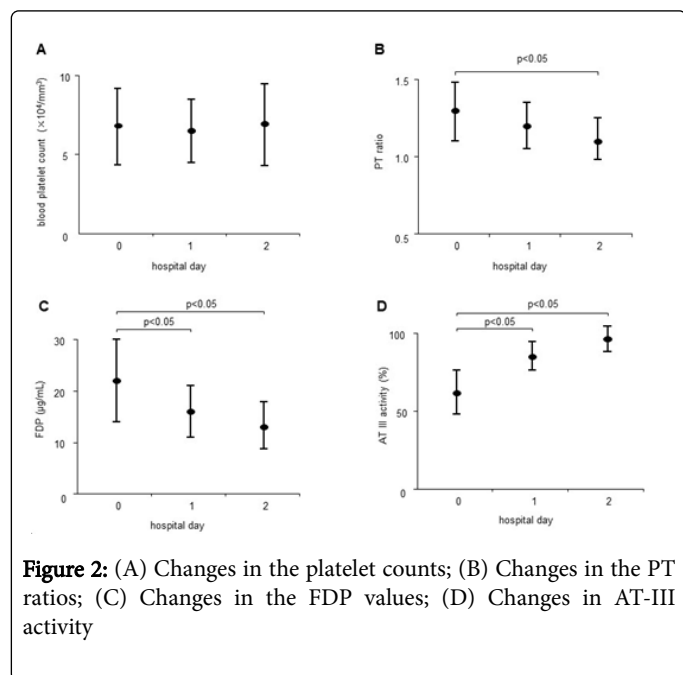 A
blood platelet count (×10⁴/mm³)
10
5
0
0 1 2
hospital day
B
p<0.05
PT ratio
1.5
1.0
0.5
0 1 2
hospital day
C
p<0.05
p<0.05
FDP (μg/mL)
30
20
10
0
0 1 2
hospital day
D
p<0.05
p<0.05
AT III activity (%)
100
50
0
0 1 2
hospital day
Figure 2: (A) Changes in the platelet counts; (B) Changes in the PT
ratios; (C) Changes in the FDP values; (D) Changes in AT-III
activity